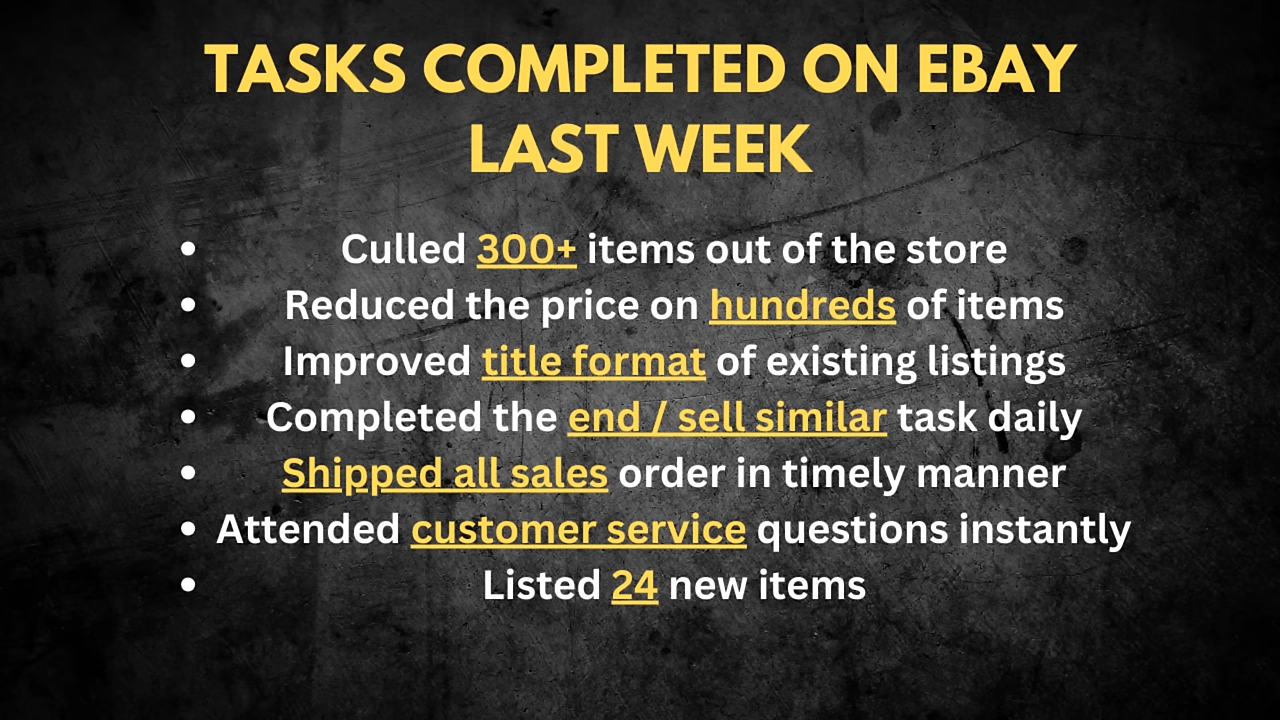 TASKS COMPLETED ON EBAY
LAST WEEK
• Culled 300+ items out of the store
• Reduced the price on hundreds of items
• Improved title format of existing listings
• Completed the end / sell similar task daily
• Shipped all sales order in timely manner
• Attended customer service questions instantly
• Listed 24 new items